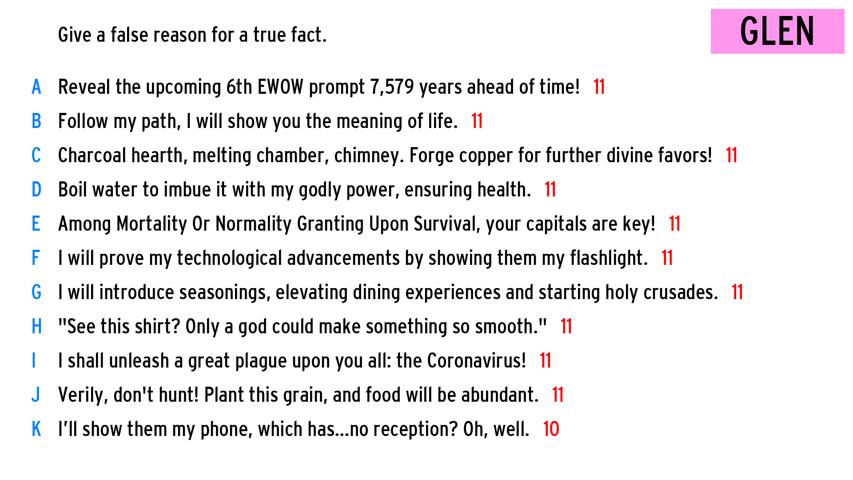 Give a false reason for a true fact.
GLEN
A Reveal the upcoming 6th EWOW prompt 7,579 years ahead of time! 11
B Follow my path, I will show you the meaning of life. 11
C Charcoal hearth, melting chamber, chimney. Forge copper for further divine favors! 11
D Boil water to imbue it with my godly power, ensuring health. 11
E Among Mortality Or Normality Granting Upon Survival, your capitals are key! 11
F I will prove my technological advancements by showing them my flashlight. 11
G I will introduce seasonings, elevating dining experiences and starting holy crusades. 11
H "See this shirt? Only a god could make something so smooth." 11
I I shall unleash a great plague upon you all: the Coronavirus! 11
J Verily, don't hunt! Plant this grain, and food will be abundant. 11
K I’ll show them my phone, which has...no reception? Oh, well. 10